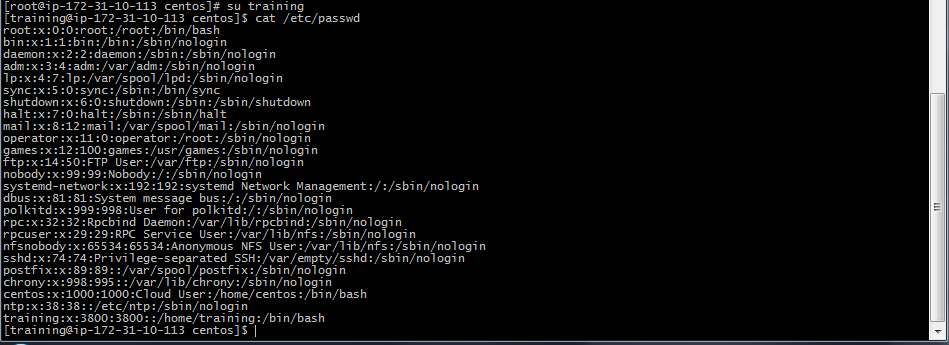 [root@ip-172-31-10-113 centos]# su training
[training@ip-172-31-10-113 centos]$ cat /etc/passwd
root:x:0:0:root:/root:/bin/bash
bin:x:1:1:bin:/bin:/sbin/nologin
daemon:x:2:2:daemon:/sbin:/sbin/nologin
adm:x:3:4:adm:/var/adm:/sbin/nologin
lp:x:4:7:lp:/var/spool/lpd:/sbin/nologin
sync:x:5:0:sync:/sbin:/bin/sync
shutdown:x:6:0:shutdown:/sbin:/sbin/shutdown
halt:x:7:0:halt:/sbin:/sbin/halt
mail:x:8:12:mail:/var/spool/mail:/sbin/nologin
operator:x:11:0:operator:/root:/sbin/nologin
games:x:12:100:games:/usr/games:/sbin/nologin
ftp:x:14:50:FTP User:/var/ftp:/sbin/nologin
nobody:x:99:99:Nobody:/:/sbin/nologin
systemd-network:x:192:192:systemd Network Management:/:/sbin/nologin
dbus:x:81:81:System message bus:/:/sbin/nologin
polkitd:x:999:998:User for polkitd:/:/sbin/nologin
rpc:x:32:32:Rpcbind Daemon:/var/lib/rpcbind:/sbin/nologin
rpcuser:x:29:29:RPC Service User:/var/lib/nfs:/sbin/nologin
nfsnobody:x:65534:65534:Anonymous NFS User:/var/lib/nfs:/sbin/nologin
sshd:x:74:74:Privilege-separated SSH:/var/empty/sshd:/sbin/nologin
postfix:x:89:89::/var/spool/postfix:/sbin/nologin
chrony:x:998:995::/var/lib/chrony:/sbin/nologin
centos:x:1000:1000:Cloud User:/home/centos:/bin/bash
ntp:x:38:38::/etc/ntp:/sbin/nologin
training:x:3800:3800::/home/training:/bin/bash
[training@ip-172-31-10-113 centos]$